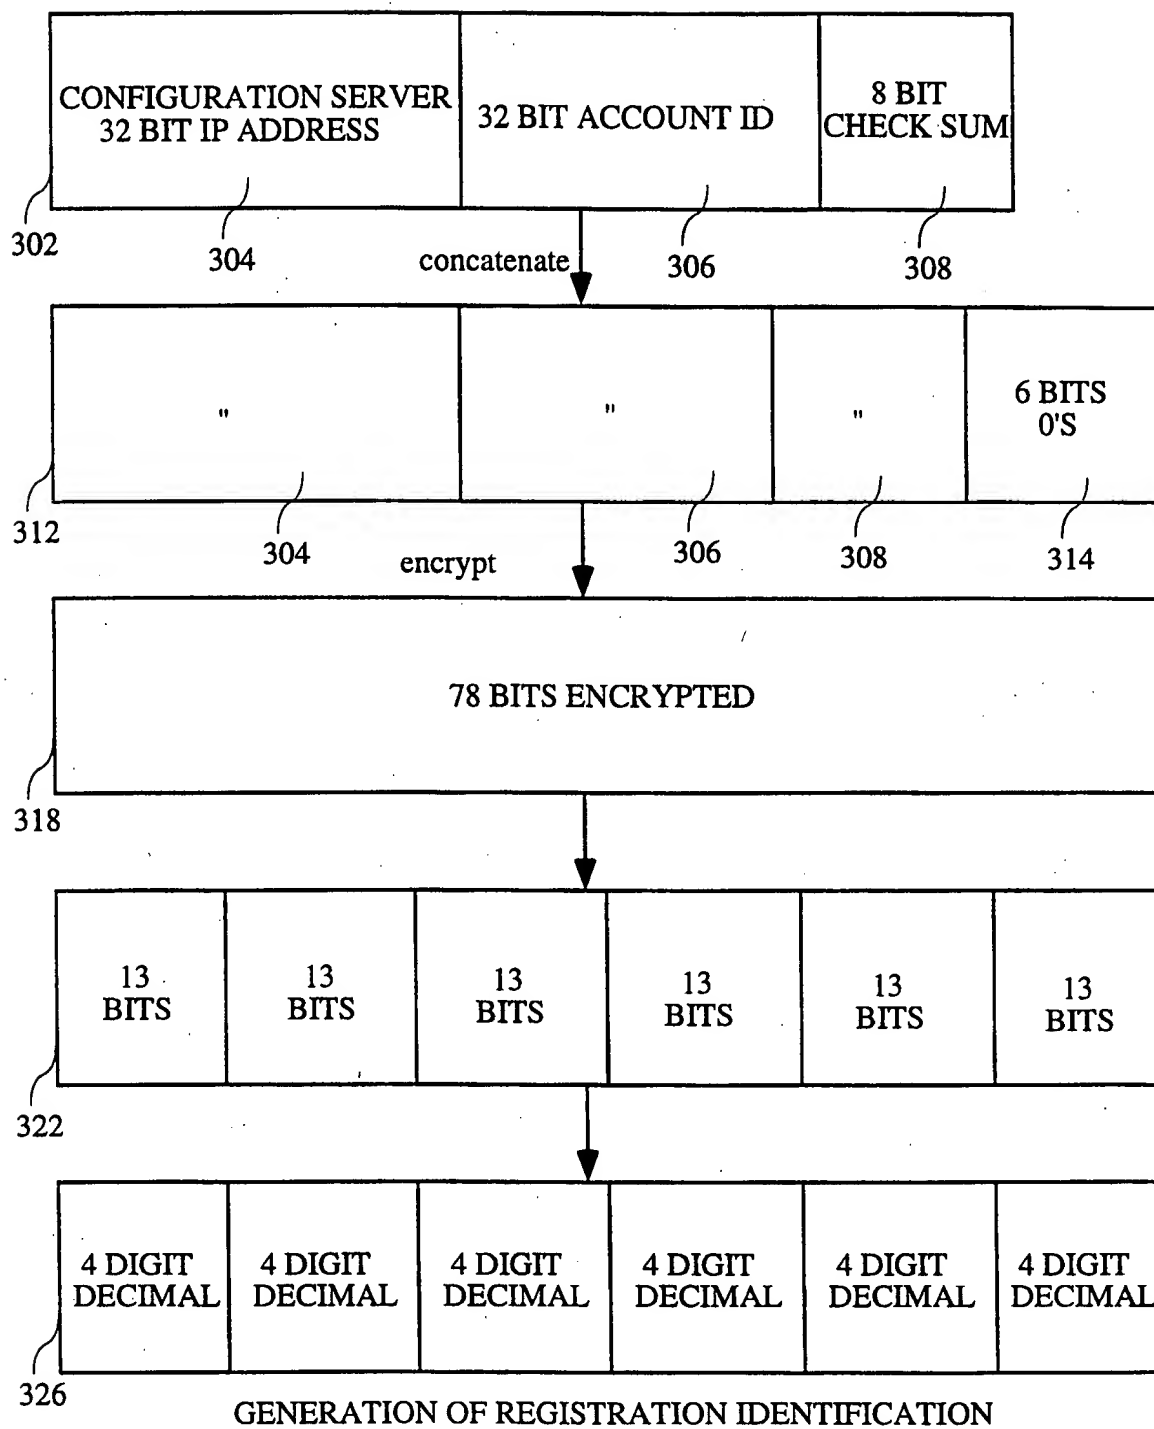 CONFIGURATION SERVER
32 BIT IP ADDRESS
32 BIT ACCOUNT ID
8 BIT
CHECK SUM
302
304
concatenate
306
308
"
"
"
6 BITS
0'S
312
304
encrypt
306
308
314
78 BITS ENCRYPTED
318
13
BITS
13
BITS
13
BITS
13
BITS
13
BITS
13
BITS
322
4 DIGIT
DECIMAL
4 DIGIT
DECIMAL
4 DIGIT
DECIMAL
4 DIGIT
DECIMAL
4 DIGIT
DECIMAL
4 DIGIT
DECIMAL
326
GENERATION OF REGISTRATION IDENTIFICATION